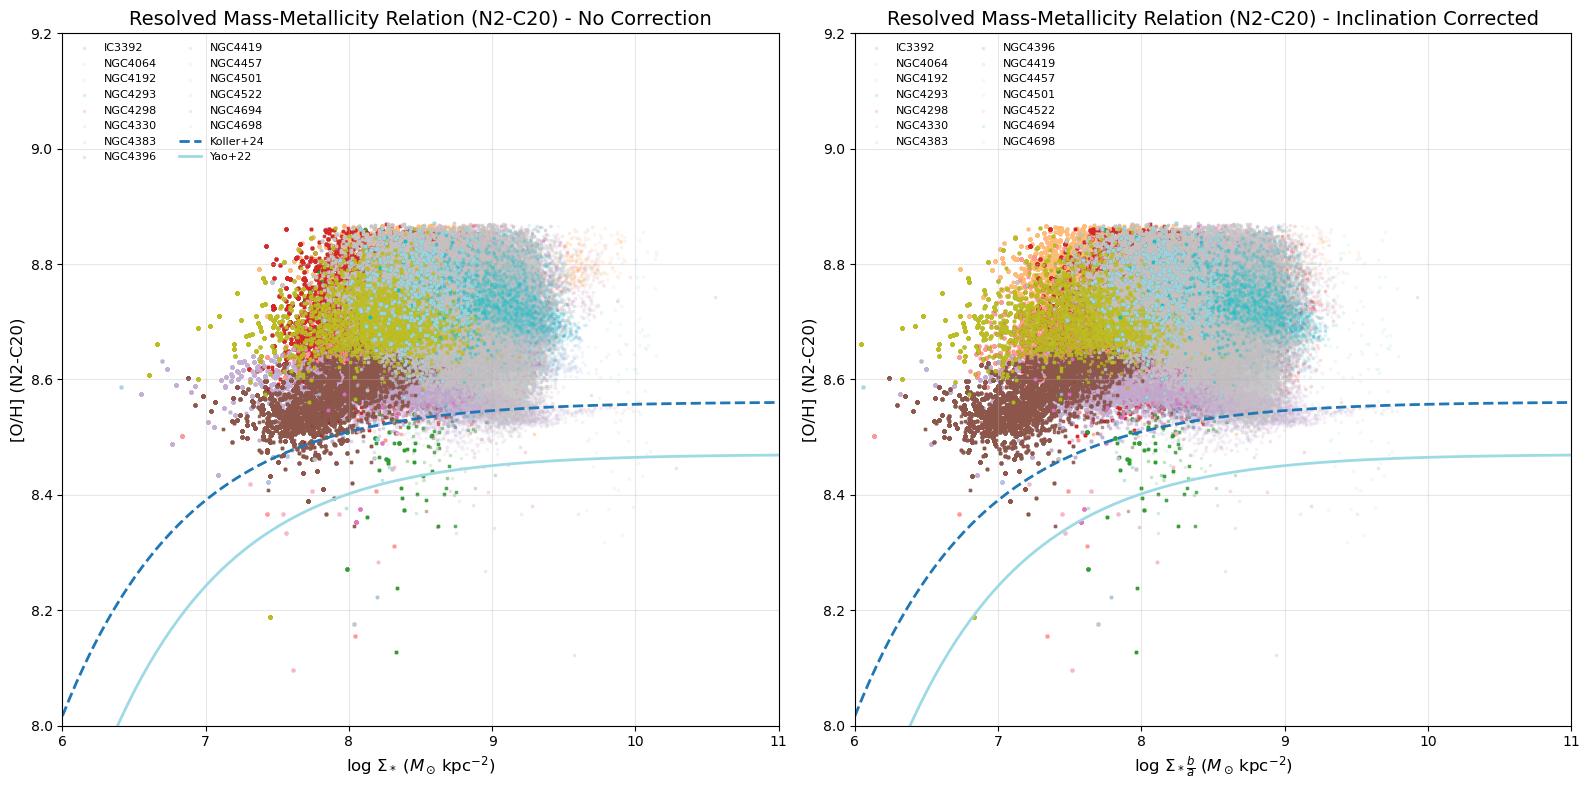 Resolved Mass-Metallicity Relation (N2-C20) - No Correction
[O/H] (N2-C20)
9.2
9.0
8.8
8.6
8.4
8.2
8.0
IC3392
NGC4064
NGC4192
NGC4293
NGC4298
NGC4330
NGC4383
NGC4396
NGC4419
NGC4457
NGC4501
NGC4522
NGC4694
NGC4698
Koller+24
Yao+22
6 7 8 9 10 11
log Σ* (M⊙ kpc⁻²)
Resolved Mass-Metallicity Relation (N2-C20) - Inclination Corrected
[O/H] (N2-C20)
9.2
9.0
8.8
8.6
8.4
8.2
8.0
IC3392
NGC4064
NGC4192
NGC4293
NGC4298
NGC4330
NGC4383
NGC4396
NGC4419
NGC4457
NGC4501
NGC4522
NGC4694
NGC4698
6 7 8 9 10 11
log Σ* b/a (M⊙ kpc⁻²)